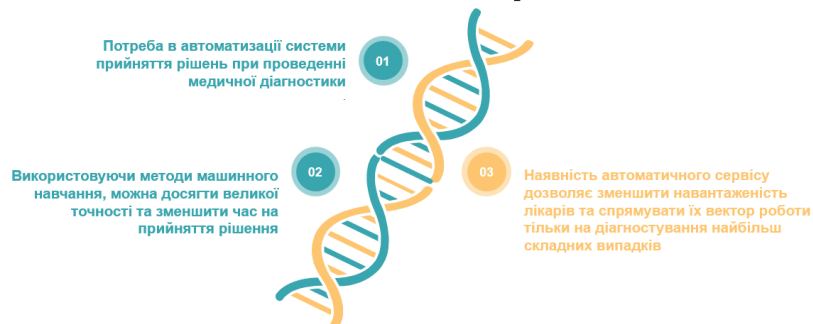 01
Потреба в автоматизації системи
прийняття рішень при проведенні
медичної діагностики
02
Використовуючи методи машинного
навчання, можна досягти великої
точності та зменшити час на
прийняття рішення
03
Наявність автоматичного сервісу
дозволяє зменшити навантаженість
лікарів та спрямувати їх вектор роботи
тільки на діагностування найбільш
складних випадків